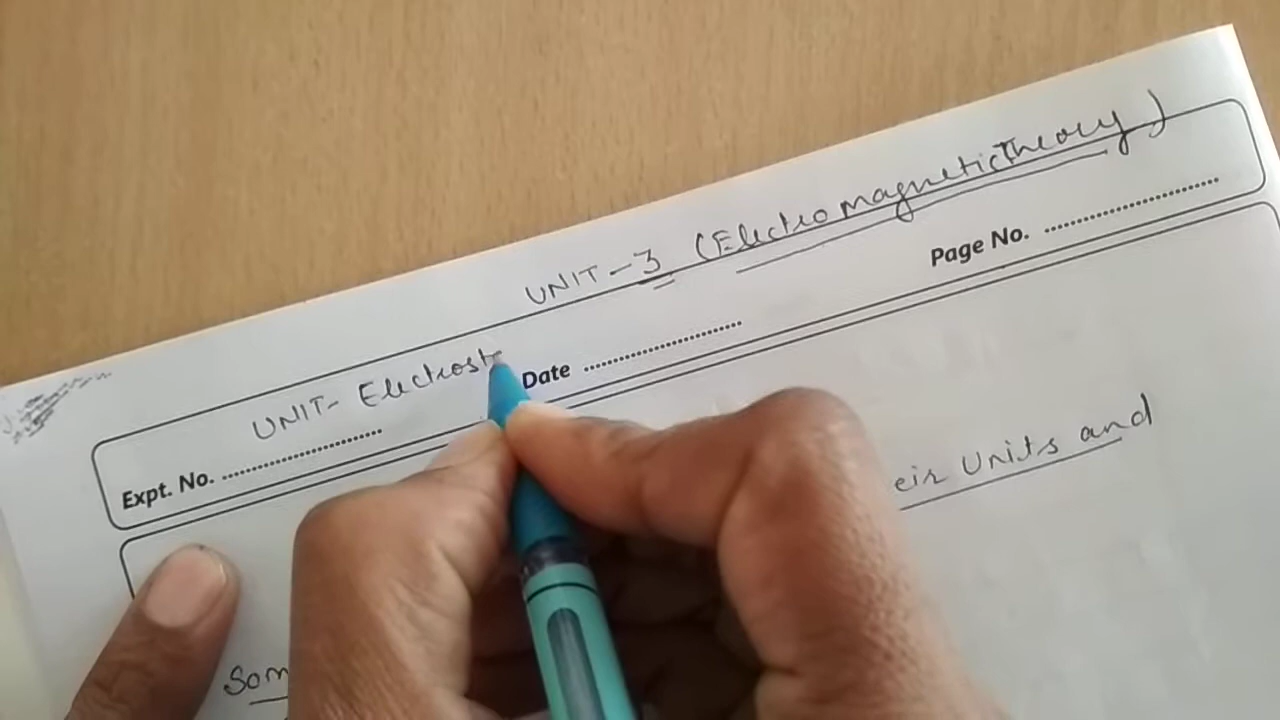 UNIT-3 (Electromagnetic Theory)
UNIT- Electrost
Expt. No. Date Page No.
eir Units and
Som